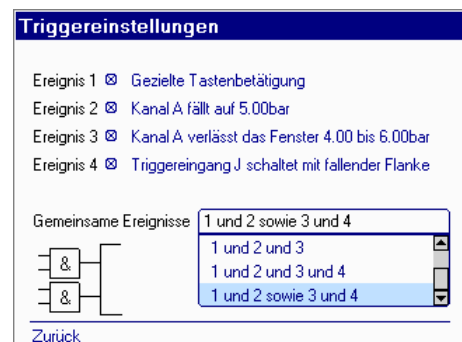 Triggereinstellungen
Ereignis 1 Gezielte Tastenbetätigung
Ereignis 2 Kanal A fällt auf 5.00bar
Ereignis 3 Kanal A verlässt das Fenster 4.00 bis 6.00bar
Ereignis 4 Triggereingang J schaltet mit fallender Flanke
Gemeinsame Ereignisse 1 und 2 sowie 3 und 4
1 und 2 und 3
1 und 2 und 3 und 4
1 und 2 sowie 3 und 4
&
&
Zurück